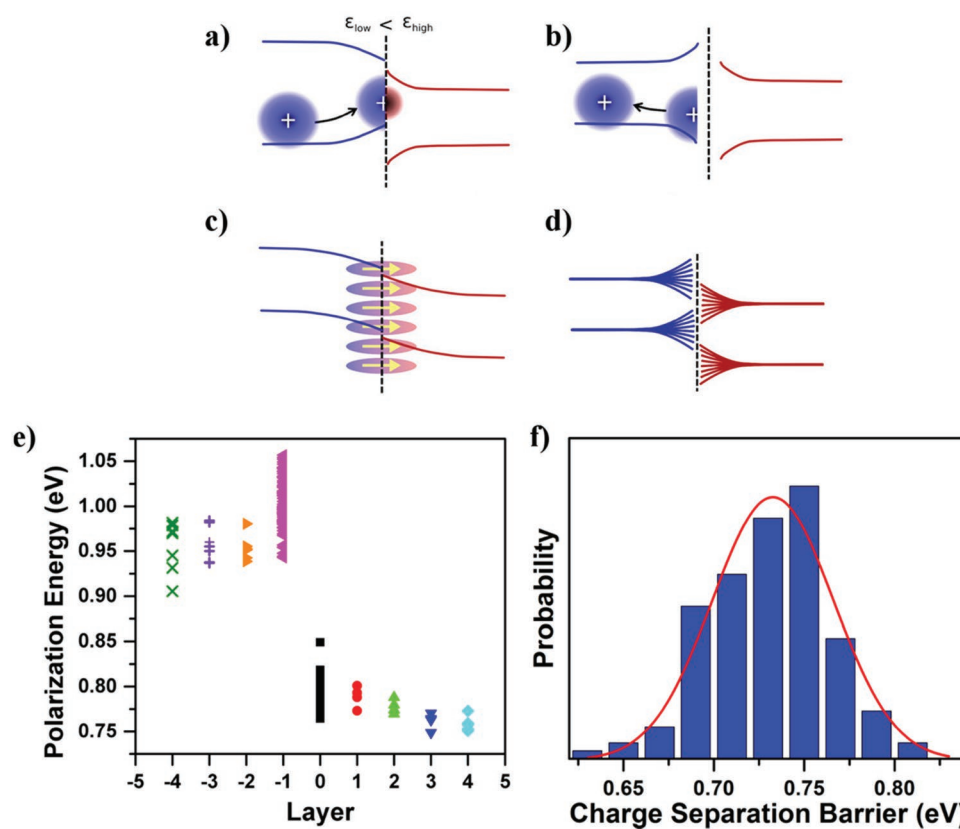 a)
ε_low < ε_high
b)
+
+
+
+
c)
d)
e)
Polarization Energy (eV)
1.05
1.00
0.95
0.90
0.85
0.80
0.75
-5 -4 -3 -2 -1 0 1 2 3 4 5
Layer
f)
Probability
0.65 0.70 0.75 0.80
Charge Separation Barrier (eV)